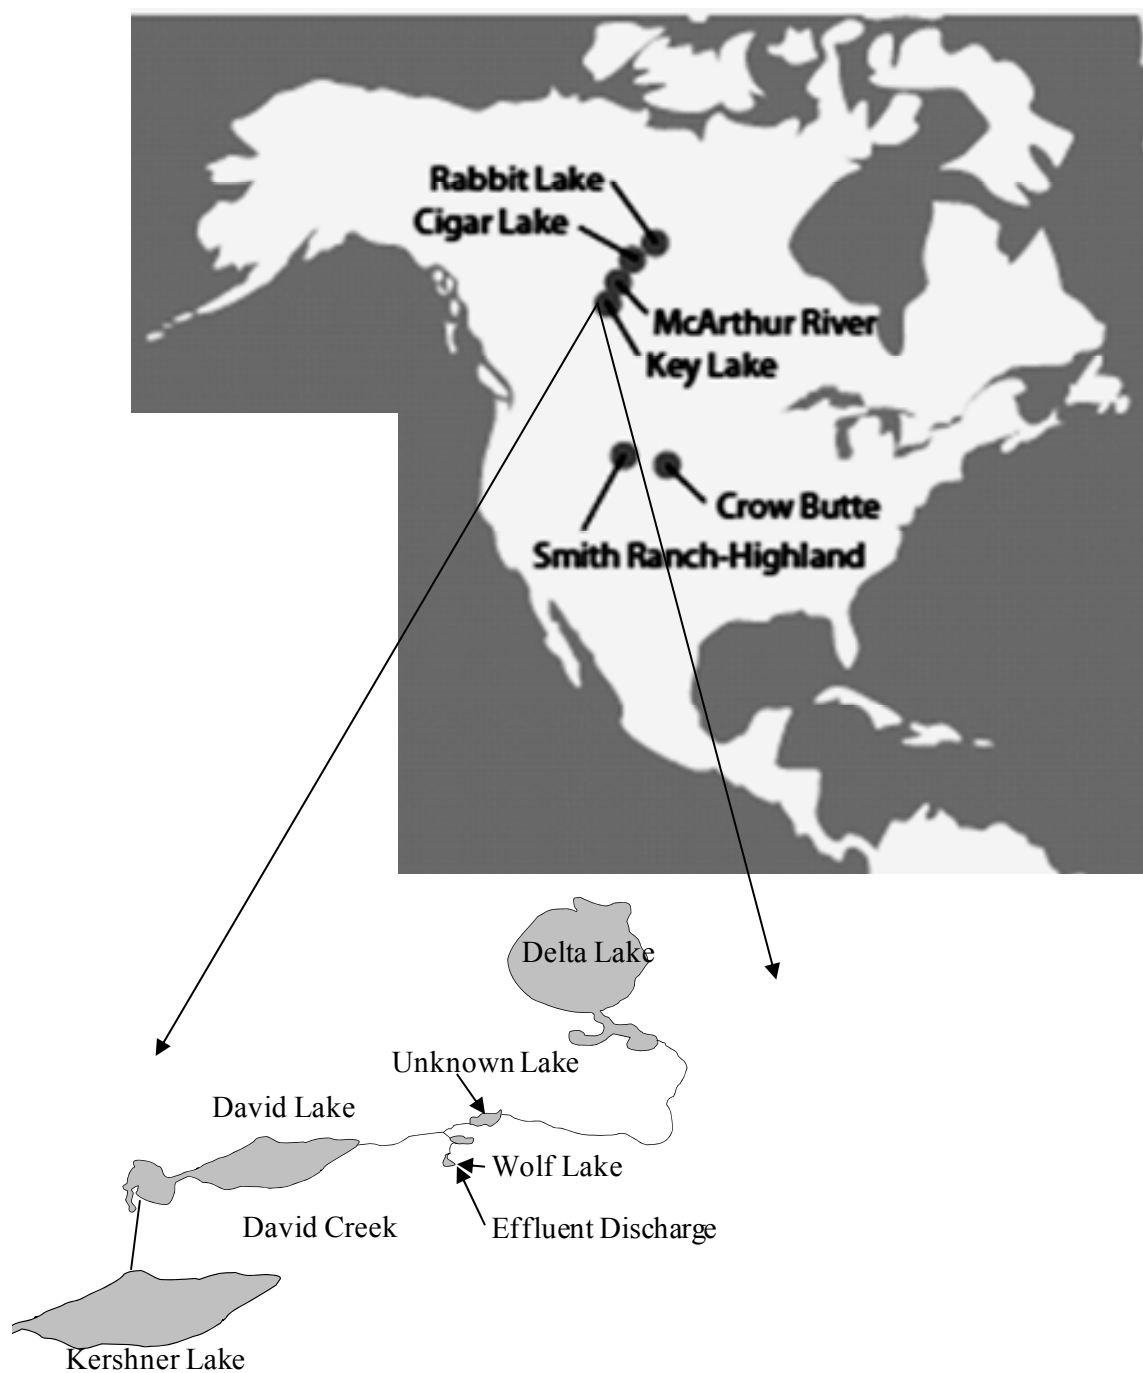 Rabbit Lake
Cigar Lake
McArthur River
Key Lake
Crow Butte
Smith Ranch-Highland
Delta Lake
Unknown Lake
David Lake
Wolf Lake
David Creek
Effluent Discharge
Kershner Lake